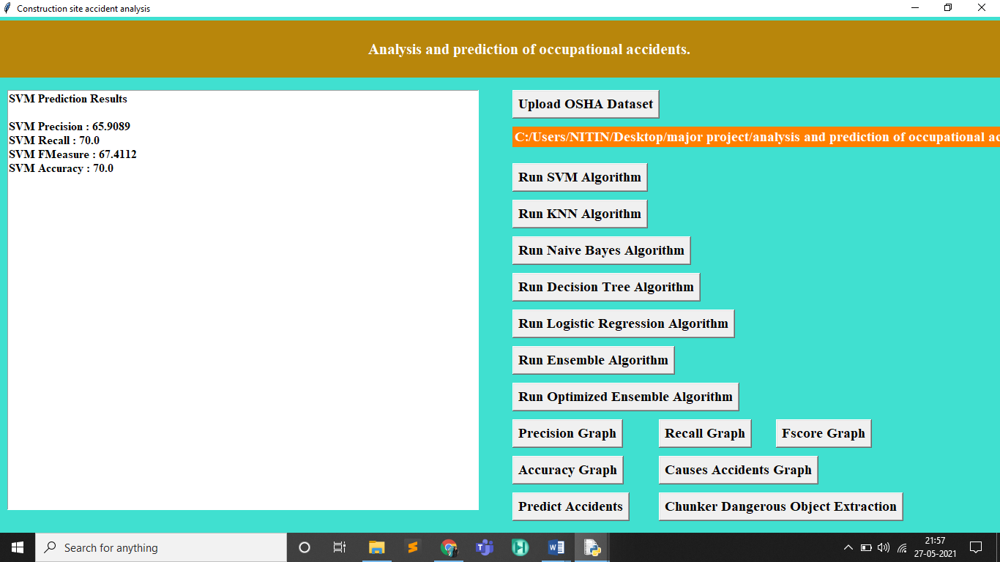 Construction site accident analysis
Analysis and prediction of occupational accidents.
SVM Prediction Results
SVM Precision : 65.9089
SVM Recall : 70.0
SVM FMeasure : 67.4112
SVM Accuracy : 70.0
Upload OSHA Dataset
C:/Users/NITIN/Desktop/major project/analysis and prediction of occupational ac
Run SVM Algorithm
Run KNN Algorithm
Run Naive Bayes Algorithm
Run Decision Tree Algorithm
Run Logistic Regression Algorithm
Run Ensemble Algorithm
Run Optimized Ensemble Algorithm
Precision Graph Recall Graph Fscore Graph
Accuracy Graph Causes Accidents Graph
Predict Accidents Chunker Dangerous Object Extraction
Search for anything
21:57
27-05-2021